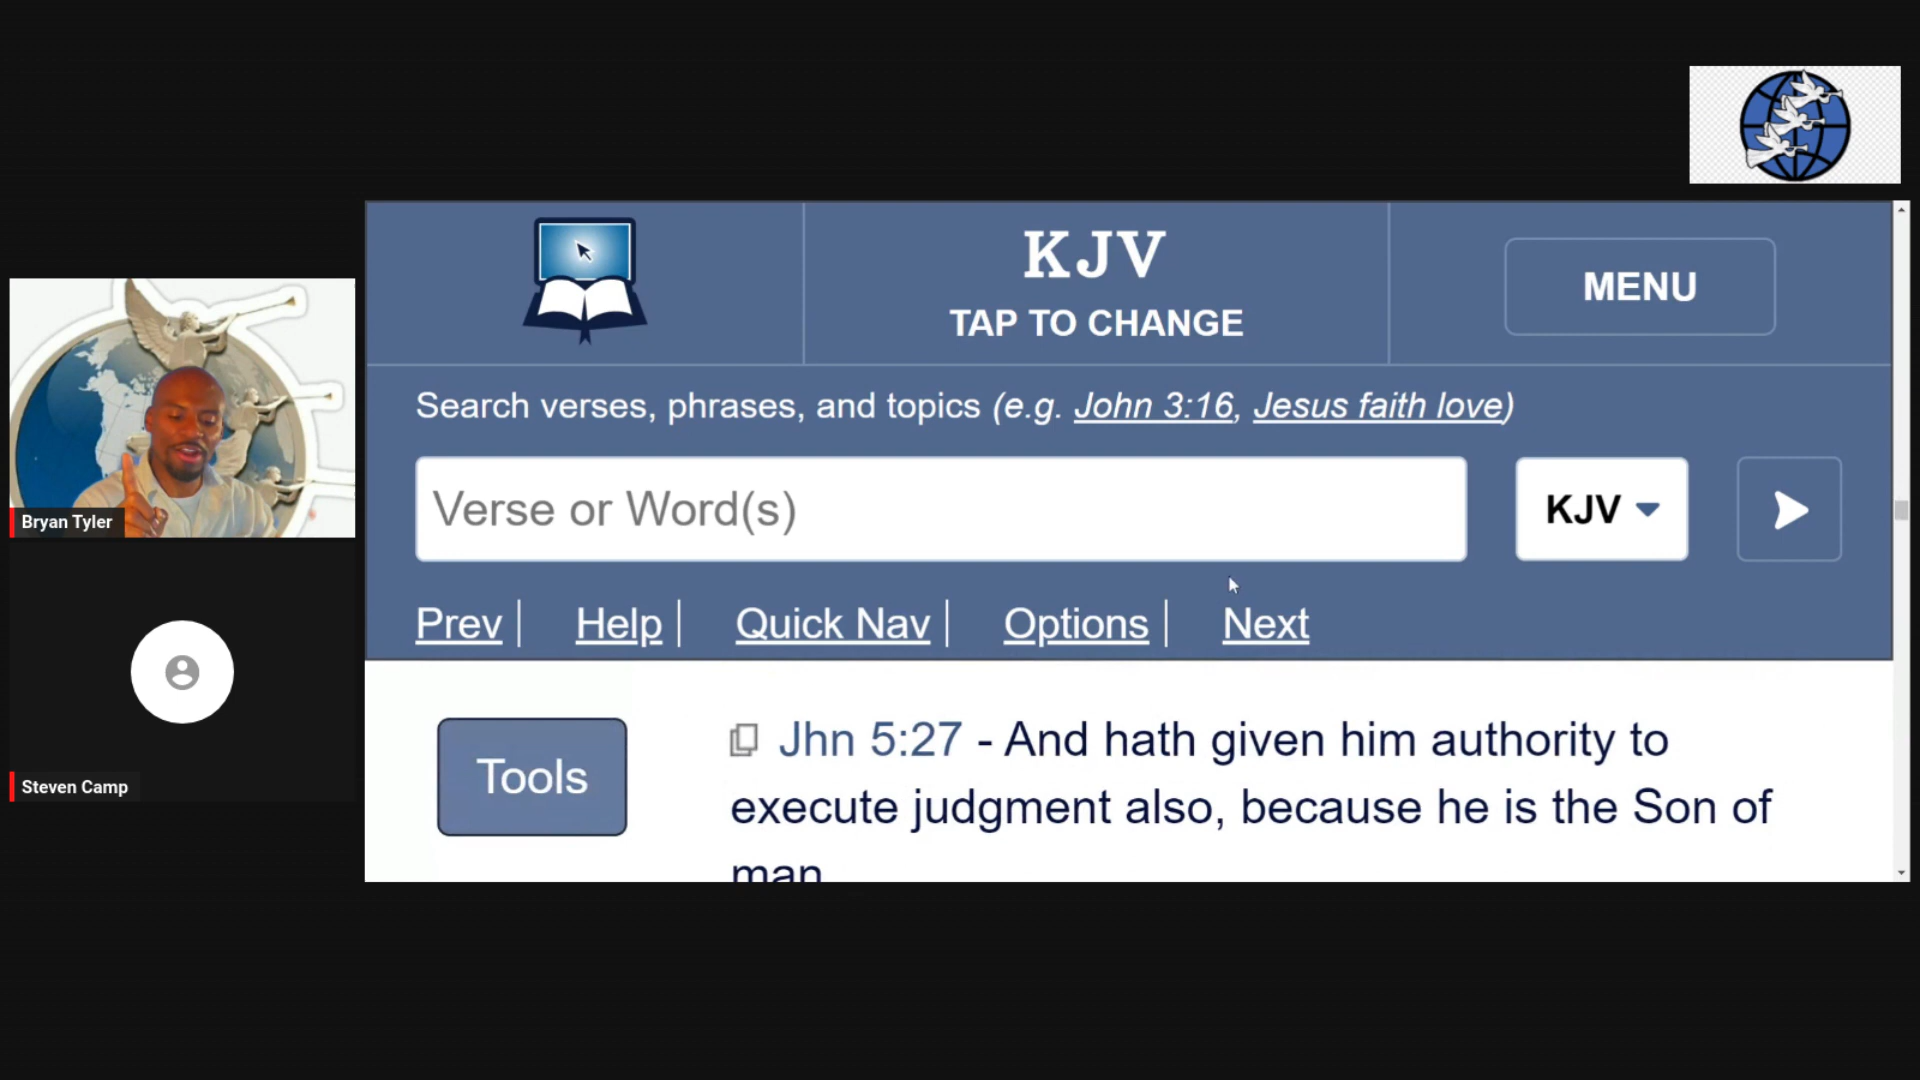 KJV
TAP TO CHANGE
MENU
Search verses, phrases, and topics (e.g. John 3:16, Jesus faith love)
Verse or Word(s)
KJV
Prev
Help
Quick Nav
Options
Next
Tools
Jhn 5:27 - And hath given him authority to
execute judgment also, because he is the Son of
man
Bryan Tyler
Steven Camp